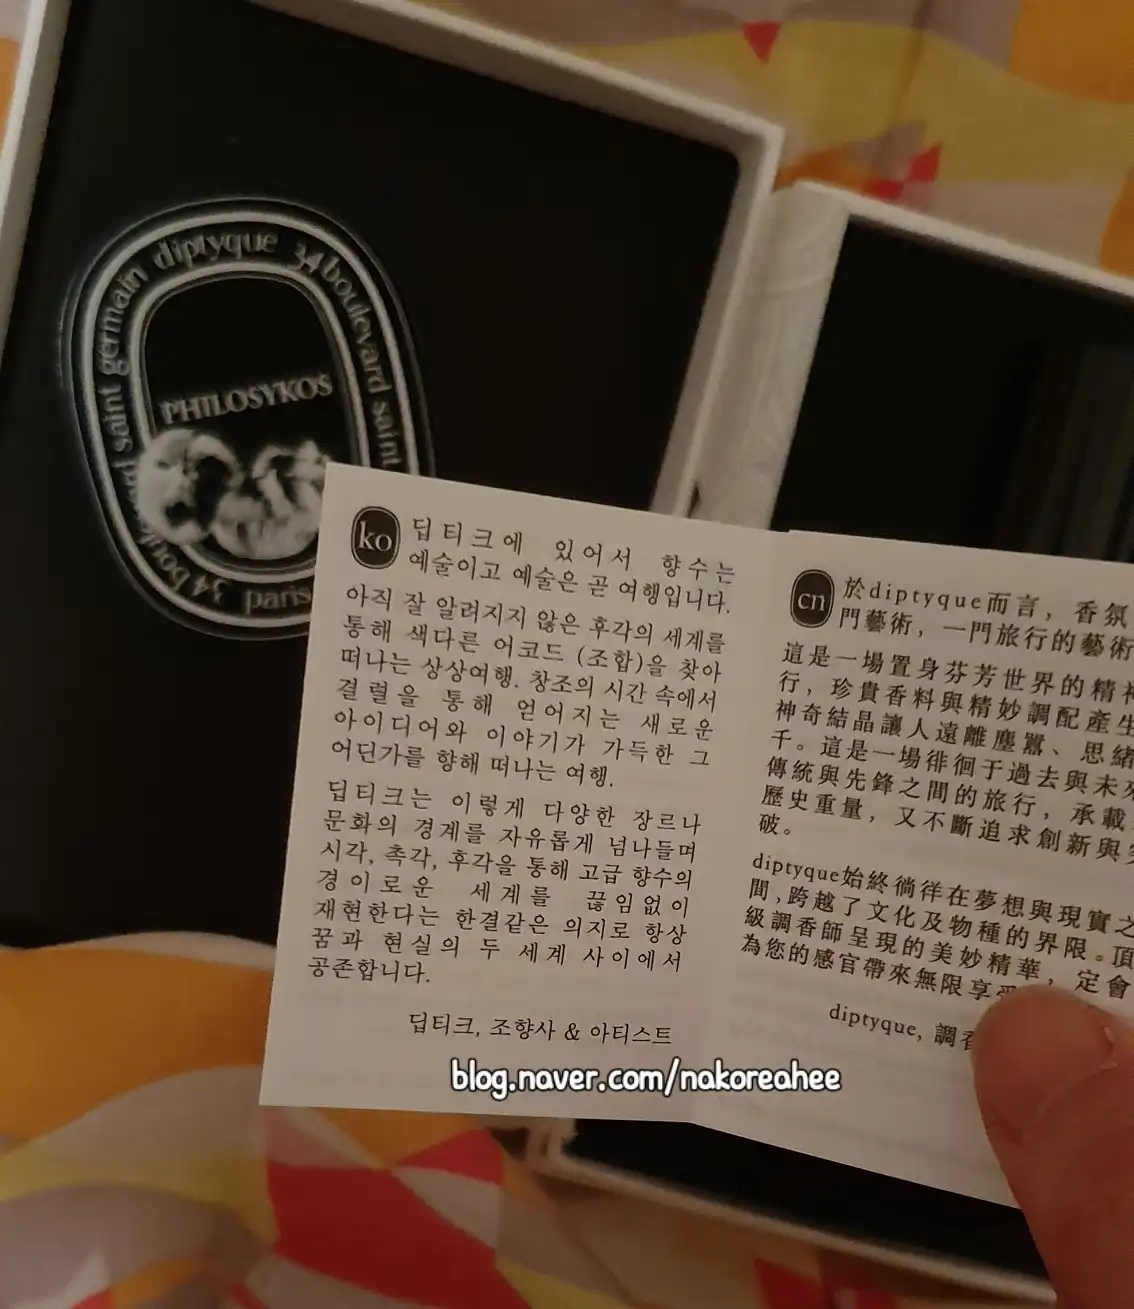 diptyque 34 boulevard saint
PHILOSYKOS
saint germain
paris
34
ko
딥티크에 있어서 향수는
예술이고 예술은 곧 여행입니다.
아직 잘 알려지지 않은 후각의 세계를
통해 색다른 어코드 (조합)을 찾아
떠나는 상상여행. 창조의 시간 속에서
결렬을 통해 얻어지는 새로운
아이디어와 이야기가 가득한 그
어딘가를 향해 떠나는 여행.
딥티크는 이렇게 다양한 장르나
문화의 경계를 자유롭게 넘나들며
시각, 촉각, 후각을 통해 고급 향수의
경이로운 세계를 끊임없이
재현한다는 한결같은 의지로 항상
꿈과 현실의 두 세계 사이에서
공존합니다.
딥티크, 조향사 & 아티스트
cn
於diptyque而言，香氛
門藝術，一門旅行的藝術
這是一場置身芬芳世界的精神
行，珍貴香料與精妙調配產生
神奇結晶讓人遠離塵囂、思緒
千。這是一場徘徊于過去與未來
傳統與先鋒之間的旅行，承載
歷史重量，又不斷追求創新與突
破。
diptyque始終徜徉在夢想與現實之
間,跨越了文化及物種的界限。頂
級調香師呈現的美妙精華，定會
為您的感官帶來無限享受
diptyque, 調香
blog.naver.com/nakoreahee